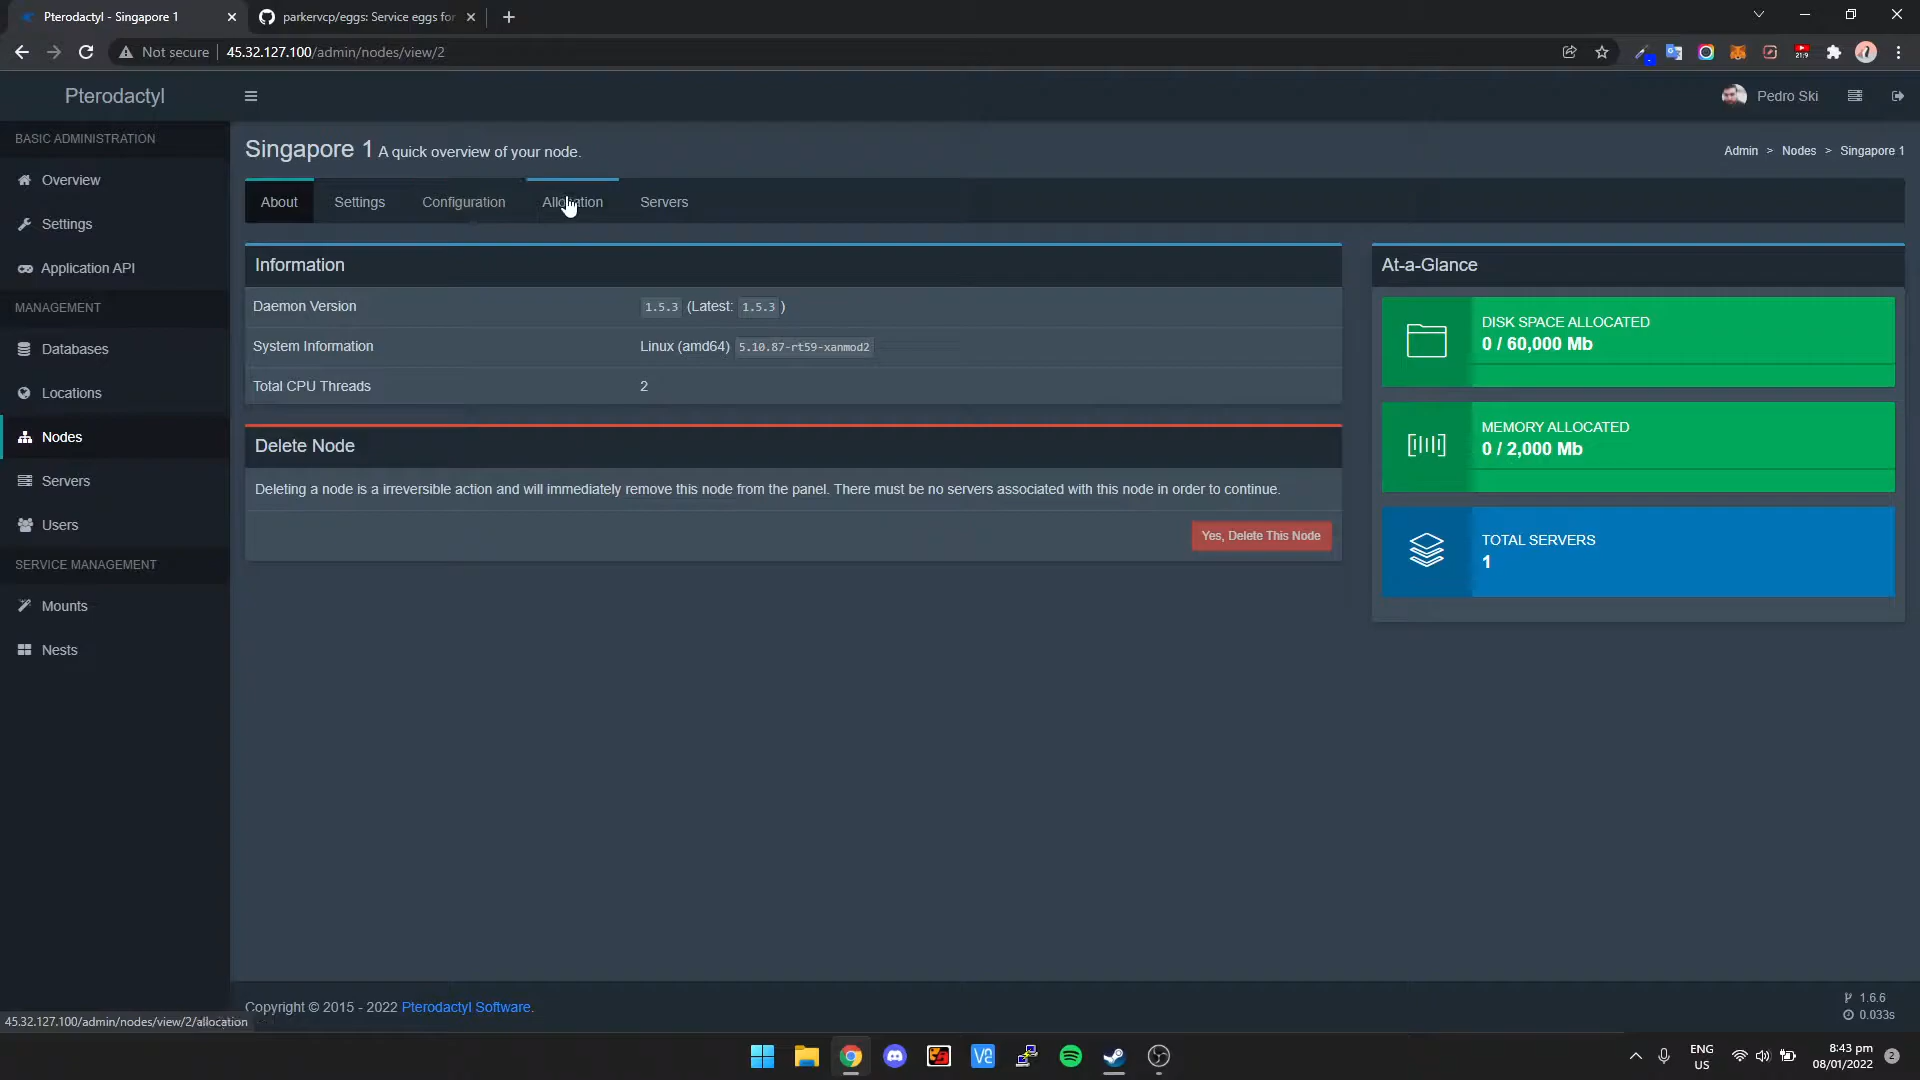 Pterodactyl - Singapore 1
parkervcp/eggs: Service eggs for
Not secure
45.32.127.100/admin/nodes/view/2
21:9
Pterodactyl
Pedro Ski
BASIC ADMINISTRATION
Overview
Settings
Application API
MANAGEMENT
Databases
Locations
Nodes
Servers
Users
SERVICE MANAGEMENT
Mounts
Nests
Singapore 1 A quick overview of your node.
Admin > Nodes > Singapore 1
About
Settings
Configuration
Allocation
Servers
Information
Daemon Version
1.5.3 (Latest: 1.5.3 )
System Information
Linux (amd64) 5.10.87-rt59-xanmod2
Total CPU Threads
2
Delete Node
Deleting a node is a irreversible action and will immediately remove this node from the panel. There must be no servers associated with this node in order to continue.
Yes, Delete This Node
At-a-Glance
DISK SPACE ALLOCATED
0 / 60,000 Mb
MEMORY ALLOCATED
0 / 2,000 Mb
TOTAL SERVERS
1
Copyright © 2015 - 2022 Pterodactyl Software.
1.6.6
0.033s
45.32.127.100/admin/nodes/view/2/allocation
ENG
US
8:43 pm
08/01/2022
2